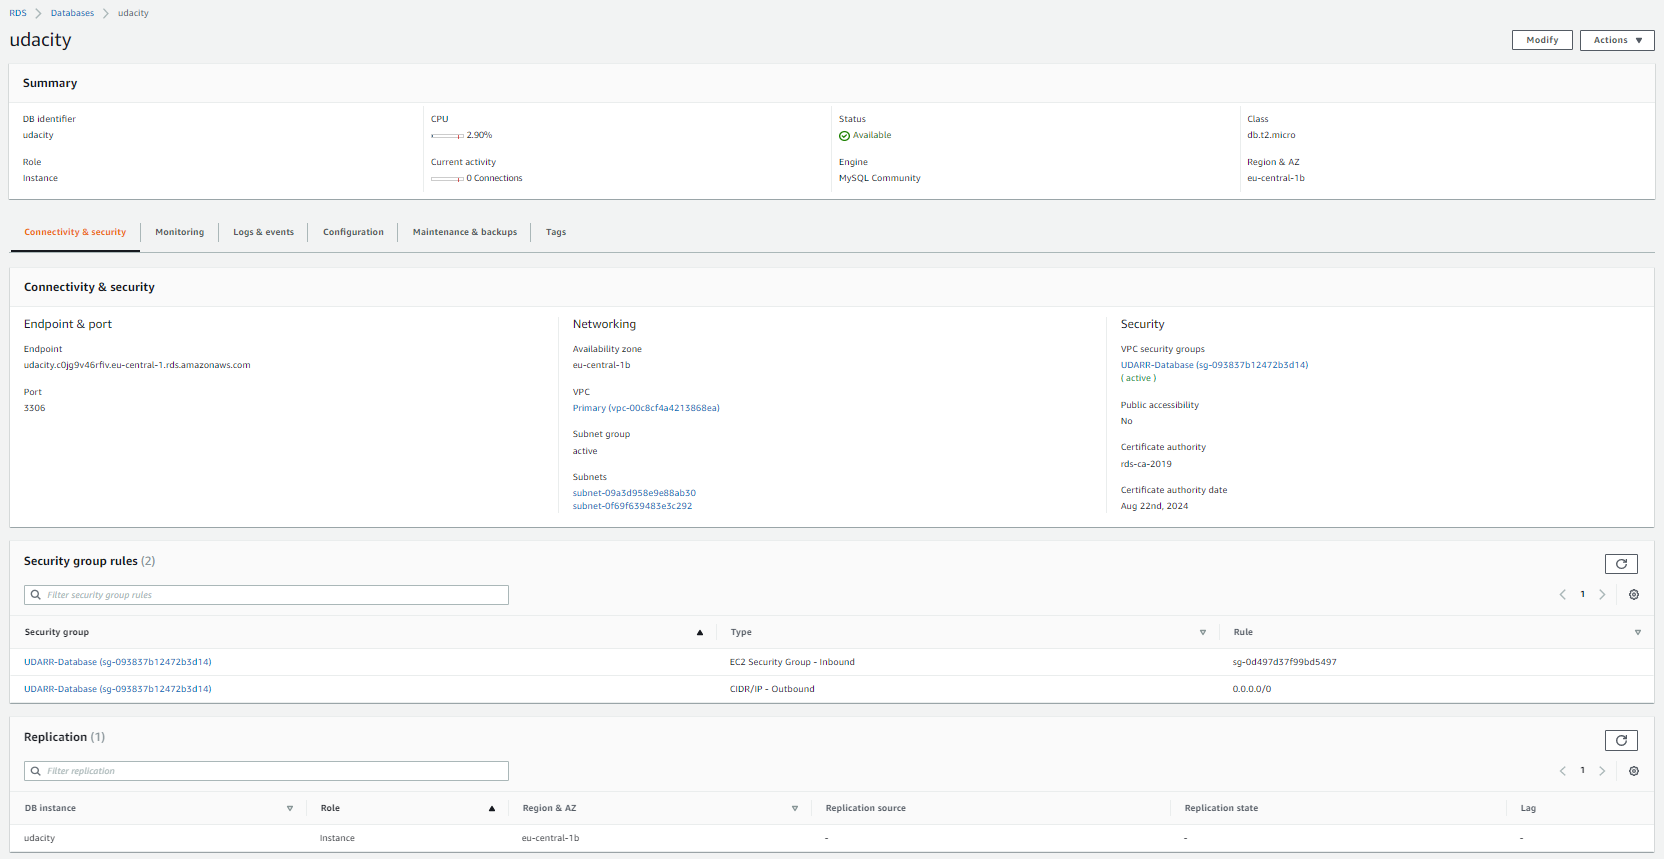 RDS > Databases > udacity
udacity
Modify
Actions
Summary
DB identifier
udacity
CPU
2.90%
Status
Available
Class
db.t2.micro
Role
Instance
Current activity
0 Connections
Engine
MySQL Community
Region & AZ
eu-central-1b
Connectivity & security
Monitoring
Logs & events
Configuration
Maintenance & backups
Tags
Connectivity & security
Endpoint & port
Endpoint
udacity.c0jg9v46rfiv.eu-central-1.rds.amazonaws.com
Port
3306
Networking
Availability zone
eu-central-1b
VPC
Primary (vpc-00c8cf4a4213868ea)
Subnet group
active
Subnets
subnet-09a3d958e9e88ab30
subnet-0f69f639483e3c292
Security
VPC security groups
UDARR-Database (sg-093837b12472b3d14)
( active )
Public accessibility
No
Certificate authority
rds-ca-2019
Certificate authority date
Aug 22nd, 2024
Security group rules (2)
Filter security group rules
1
Security group
Type
Rule
UDARR-Database (sg-093837b12472b3d14)
EC2 Security Group - Inbound
sg-0d497d37f99bd5497
UDARR-Database (sg-093837b12472b3d14)
CIDR/IP - Outbound
0.0.0.0/0
Replication (1)
Filter replication
1
DB instance
Role
Region & AZ
Replication source
Replication state
Lag
udacity
Instance
eu-central-1b
-
-
-